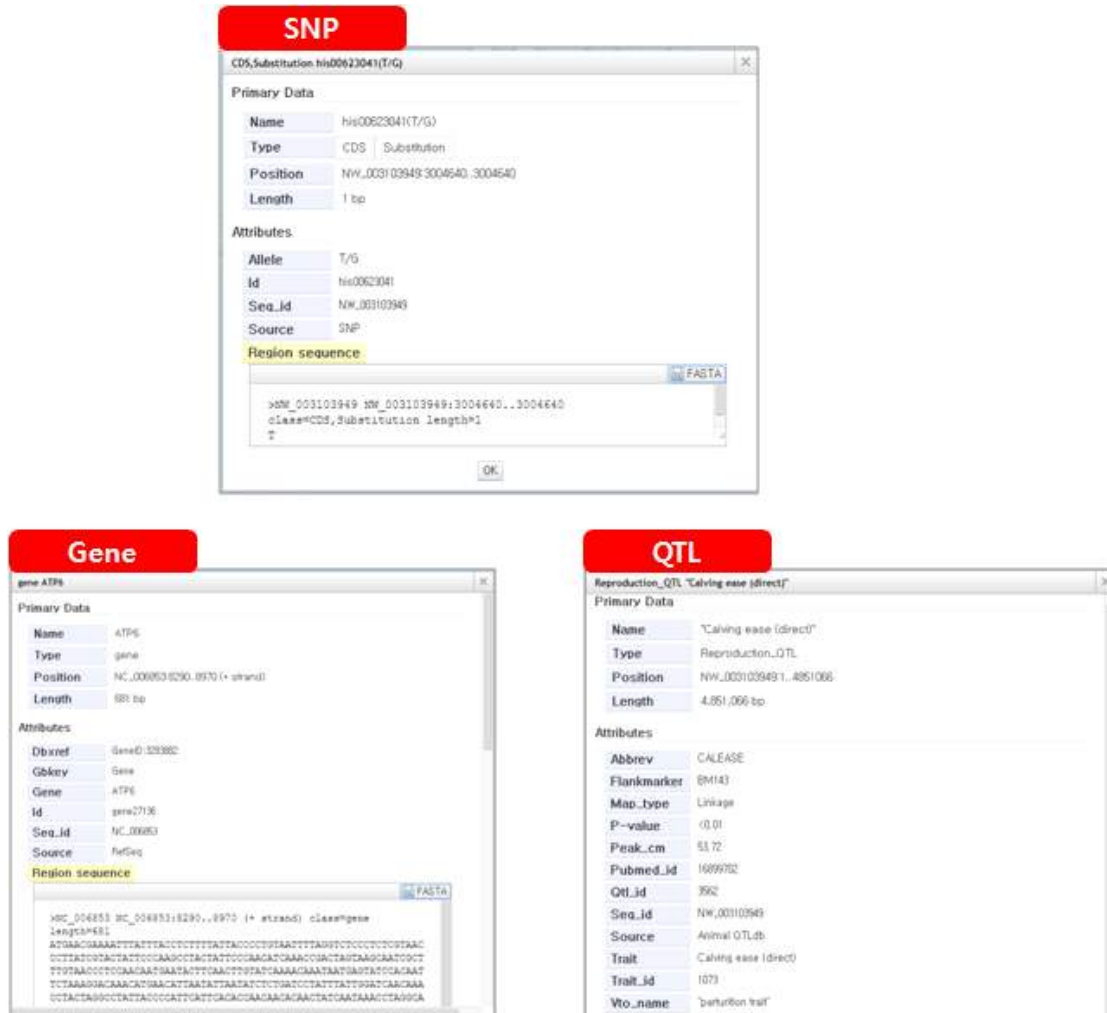 SNP
CDS,Substitution his00623041(T/G)
Primary Data
Name his00623041(T/G)
Type CDS Substitution
Position NW_003103949:3004640..3004640
Length 1 bp
Attributes
Allele T/G
Id his00623041
Seq_id NW_003103949
Source SNP
Region sequence
FASTA
>NW_003103949 NW_003103949:3004640..3004640
class=CDS,Substitution length=1
T
OK
Gene
gene ATP6
Primary Data
Name ATP6
Type gene
Position NC_006853:8290..8970 (+ strand)
Length 681 bp
Attributes
Dbxref GeneID:3283882
Gbkey Gene
Gene ATP6
Id gene27136
Seq_id NC_006853
Source RefSeq
Region sequence
FASTA
>NC_006853 NC_006853:8290..8970 (+ strand) class=gene
length=681
QTL
Reproduction_QTL "Calving ease (direct)"
Primary Data
Name "Calving ease (direct)"
Type Reproduction_QTL
Position NW_003103949:1..4851066
Length 4,851,066 bp
Attributes
Abbrev CALEASE
Flankmarker BM143
Map_type Linkage
P-value <0.01
Peak_cm 53.72
Pubmed_id 16899702
Qtl_id 3562
Seq_id NW_003103949
Source Animal QTLdb
Trait Calving ease (direct)
Trait_id 1073
Vto_name "parturition trait"